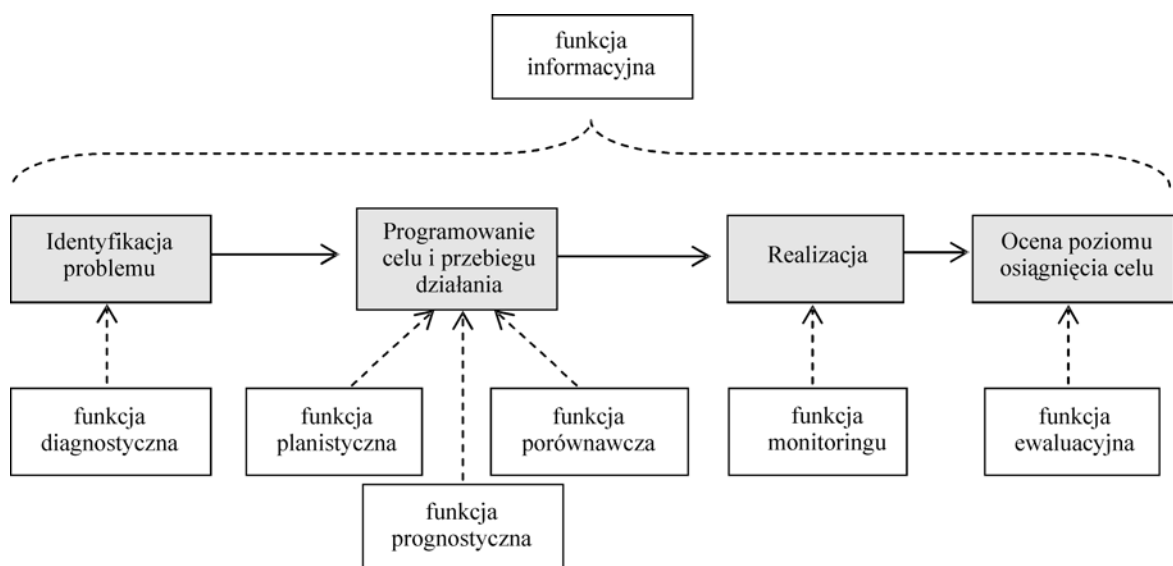 funkcja
informacyjna
Identyfikacja
problemu
Programowanie
celu i przebiegu
działania
Realizacja
Ocena poziomu
osiągnięcia celu
funkcja
diagnostyczna
funkcja
planistyczna
funkcja
porównawcza
funkcja
monitoringu
funkcja
ewaluacyjna
funkcja
prognostyczna